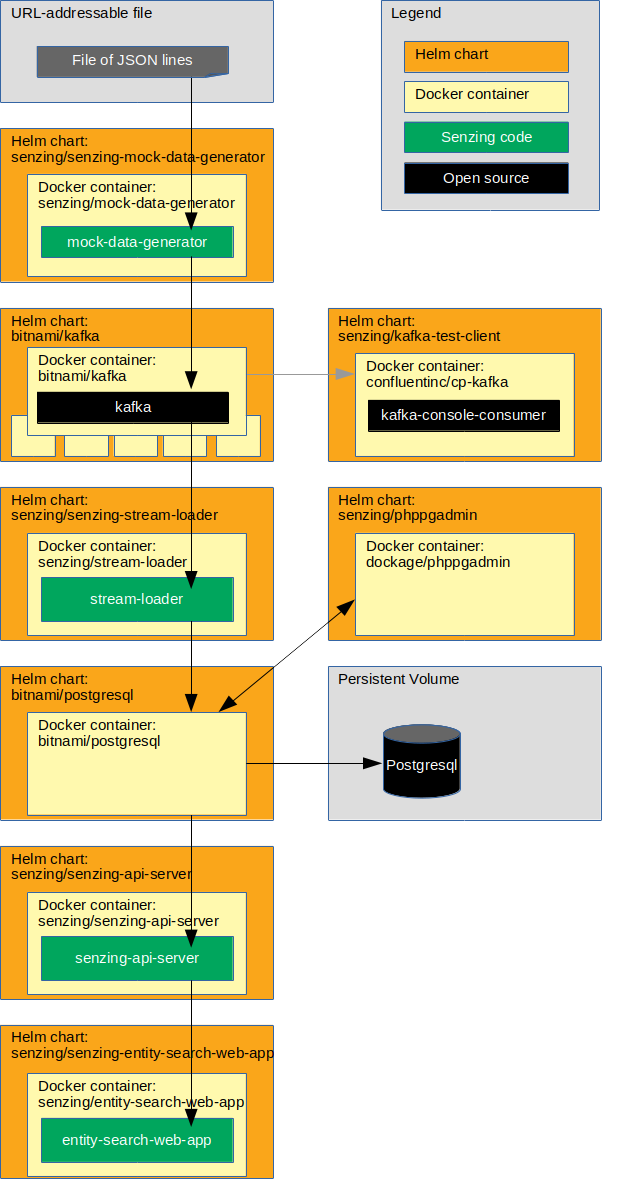 URL-addressable file
File of JSON lines
Legend
Helm chart
Docker container
Senzing code
Open source
Helm chart:
senzing/senzing-mock-data-generator
Docker container:
senzing/mock-data-generator
mock-data-generator
Helm chart:
bitnami/kafka
Docker container:
bitnami/kafka
kafka
Helm chart:
senzing/kafka-test-client
Docker container:
confluentinc/cp-kafka
kafka-console-consumer
Helm chart:
senzing/senzing-stream-loader
Docker container:
senzing/stream-loader
stream-loader
Helm chart:
senzing/phppgadmin
Docker container:
dockage/phppgadmin
Helm chart:
bitnami/postgresql
Docker container:
bitnami/postgresql
Persistent Volume
Postgresql
Helm chart:
senzing/senzing-api-server
Docker container:
senzing/senzing-api-server
senzing-api-server
Helm chart:
senzing/senzing-entity-search-web-app
Docker container:
senzing/entity-search-web-app
entity-search-web-app